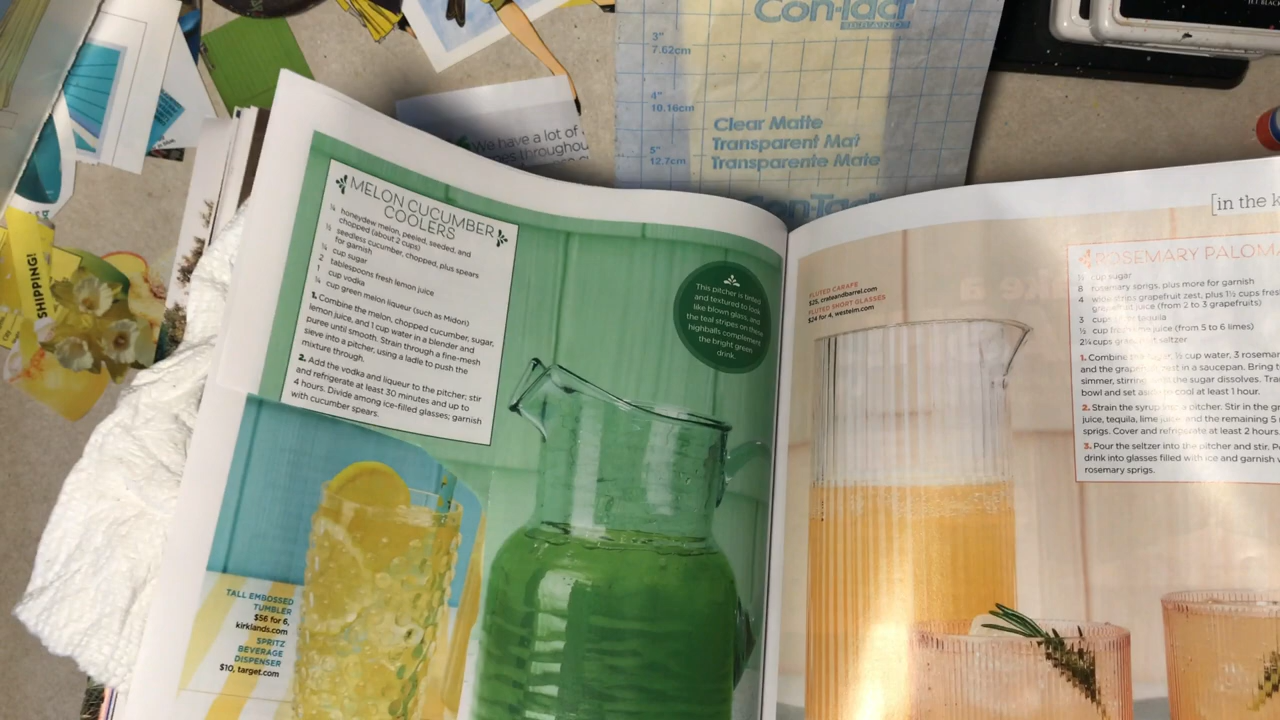 Con-Tact
BRAND
3"
7.62cm
4"
10.16cm
5"
12.7cm
Clear Matte
Transparent Mat
Transparente Mate
Con-Tact
We have a lot of
throughou
SHIPPING!
MELON CUCUMBER
COOLERS
honeydew melon, peeled, seeded, and
chopped (about 2 cups)
½ seedless cucumber, chopped, plus spears
for garnish
cup sugar
2 tablespoons fresh lemon juice
1 cup vodka
cup green melon liqueur (such as Midori)
1. Combine the melon, chopped cucumber, sugar,
lemon juice, and 1 cup water in a blender and
puree until smooth. Strain through a fine-mesh
sieve into a pitcher, using a ladle to push the
mixture through.
2. Add the vodka and liqueur to the pitcher; stir
and refrigerate at least 30 minutes and up to
4 hours. Divide among ice-filled glasses; garnish
with cucumber spears.
This pitcher is tinted
and textured to look
like brown glass, and
the teal stripes on these
highballs complement
the bright green
drink.
TALL EMBOSSED
TUMBLER
$56 for 6,
kirklands.com
SPRITZ
BEVERAGE
DISPENSER
$10, target.com
[in the k
FLUTED CARAFE
$25, crateandbarrel.com
FLUTED SHORT GLASSES
$24 for 4, westelm.com
ROSEMARY PALOMA
cup sugar
8 rosemary sprigs, plus more for garnish
4 wide strips grapefruit zest, plus 1½ cups fres
grapefruit juice (from 2 to 3 grapefruits)
3 cups tequila
½ cup fresh lime juice (from 5 to 6 limes)
2¼ cups seltzer
1. Combine the sugar, ½ cup water, 3 rosemar
and the grapefruit zest in a saucepan. Bring t
simmer, stirring the sugar dissolves. Tra
bowl and set aside to cool at least 1 hour.
2. Strain the syrup into a pitcher. Stir in the gr
juice, tequila, lime juice and the remaining 5
sprigs. Cover and refrigerate at least 2 hours.
3. Pour the seltzer into the pitcher and stir. P
drink into glasses filled with ice and garnish w
rosemary sprigs.